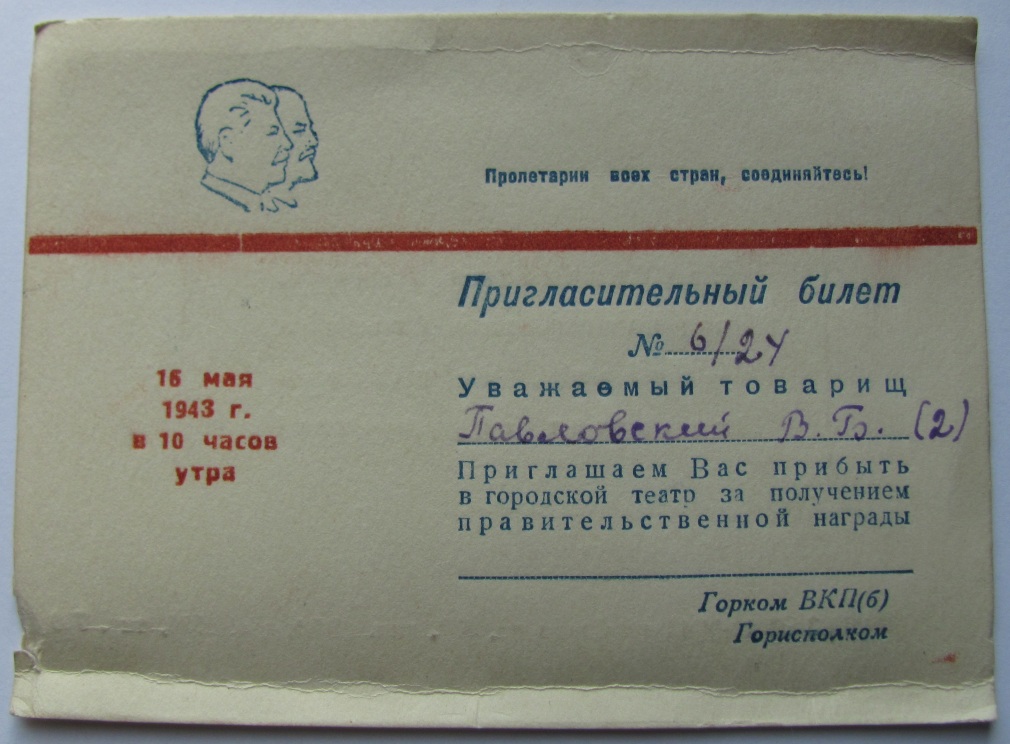 Пролетарии всех стран, соединяйтесь!
Пригласительный билет
№ 6/24
Уважаемый товарищ
Павловский В.Б. (2)
Приглашаем Вас прибыть
в городской театр за получением
правительственной награды
Горком ВКП(б)
Горисполком
16 мая
1943 г.
в 10 часов
утра